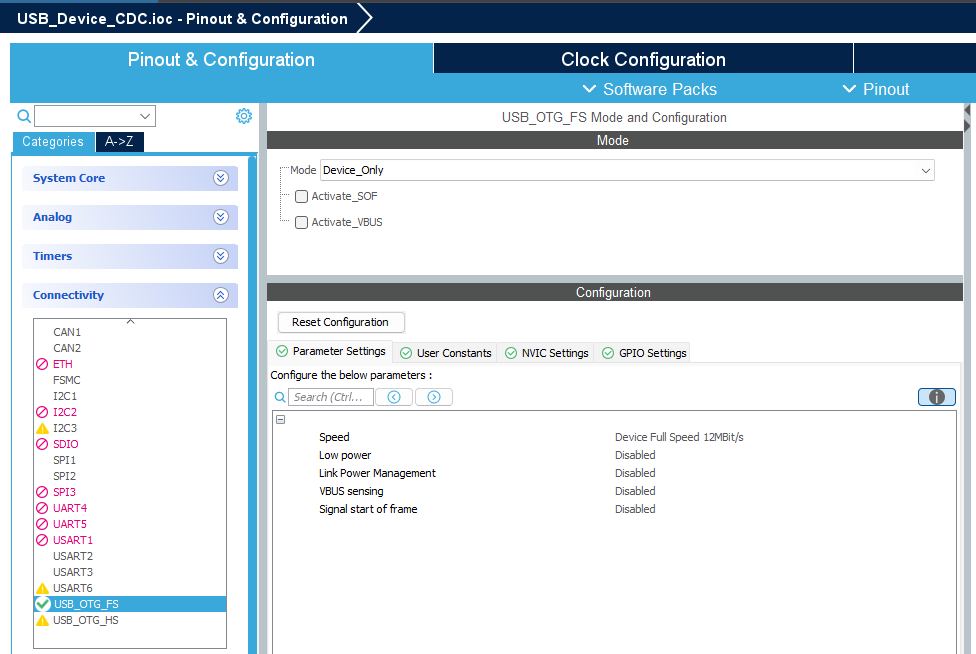 USB_Device_CDC.ioc - Pinout & Configuration
Pinout & Configuration
Clock Configuration
Software Packs
Pinout
Categories
A->Z
System Core
Analog
Timers
Connectivity
CAN1
CAN2
ETH
FSMC
I2C1
I2C2
I2C3
SDIO
SPI1
SPI2
SPI3
UART4
UART5
USART1
USART2
USART3
USART6
USB_OTG_FS
USB_OTG_HS
USB_OTG_FS Mode and Configuration
Mode
Mode Device_Only
Activate_SOF
Activate_VBUS
Configuration
Reset Configuration
Parameter Settings
User Constants
NVIC Settings
GPIO Settings
Configure the below parameters :
Search (Ctrl...
Speed Device Full Speed 12MBit/s
Low power Disabled
Link Power Management Disabled
VBUS sensing Disabled
Signal start of frame Disabled